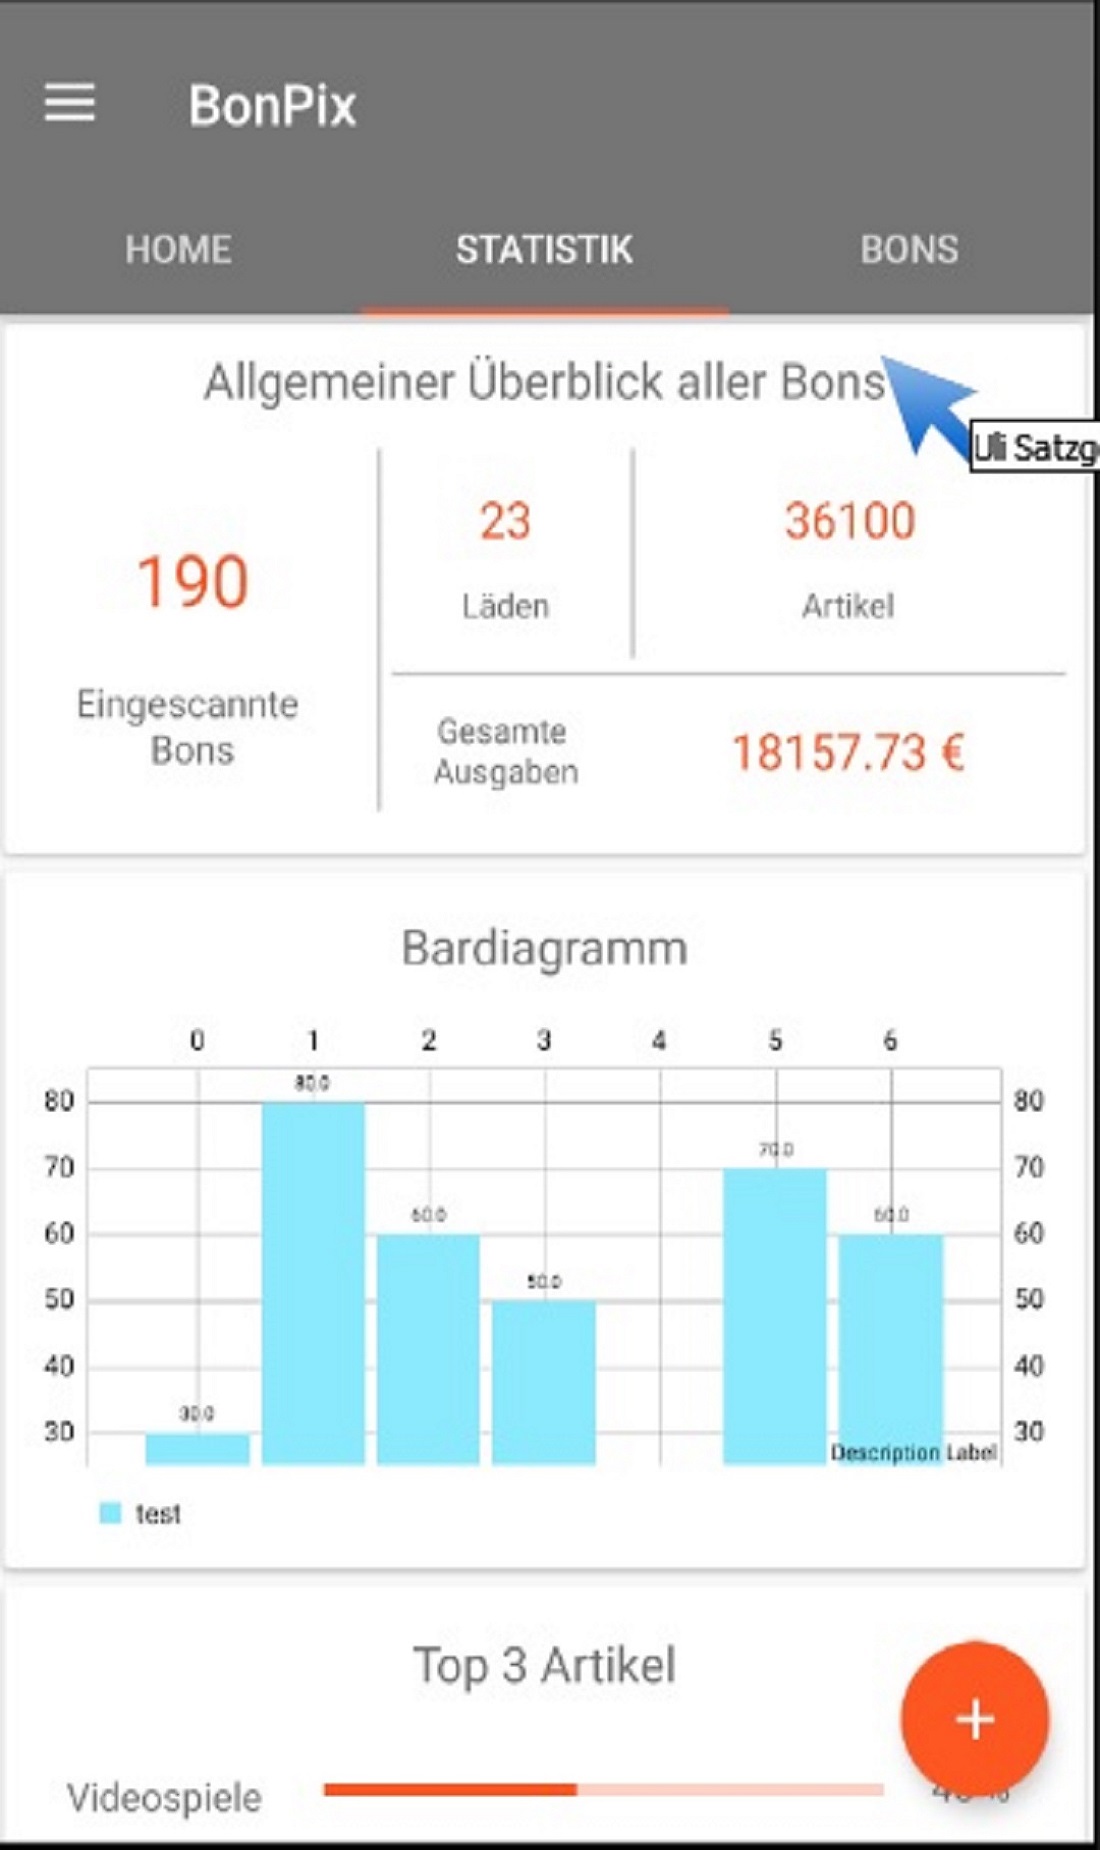 BonPix
HOME STATISTIK BONS
Allgemeiner Überblick aller Bons
Uli Satzg
190
Eingescannte
Bons
23
Läden
36100
Artikel
Gesamte
Ausgaben
18157.73 €
Bardiagramm
0 1 2 3 4 5 6
80 80.0 80
70 70.0 70
60 60.0 60.0 60
50 50.0 50
40 40
30 30.0 30
Description Label
test
Top 3 Artikel
+
Videospiele